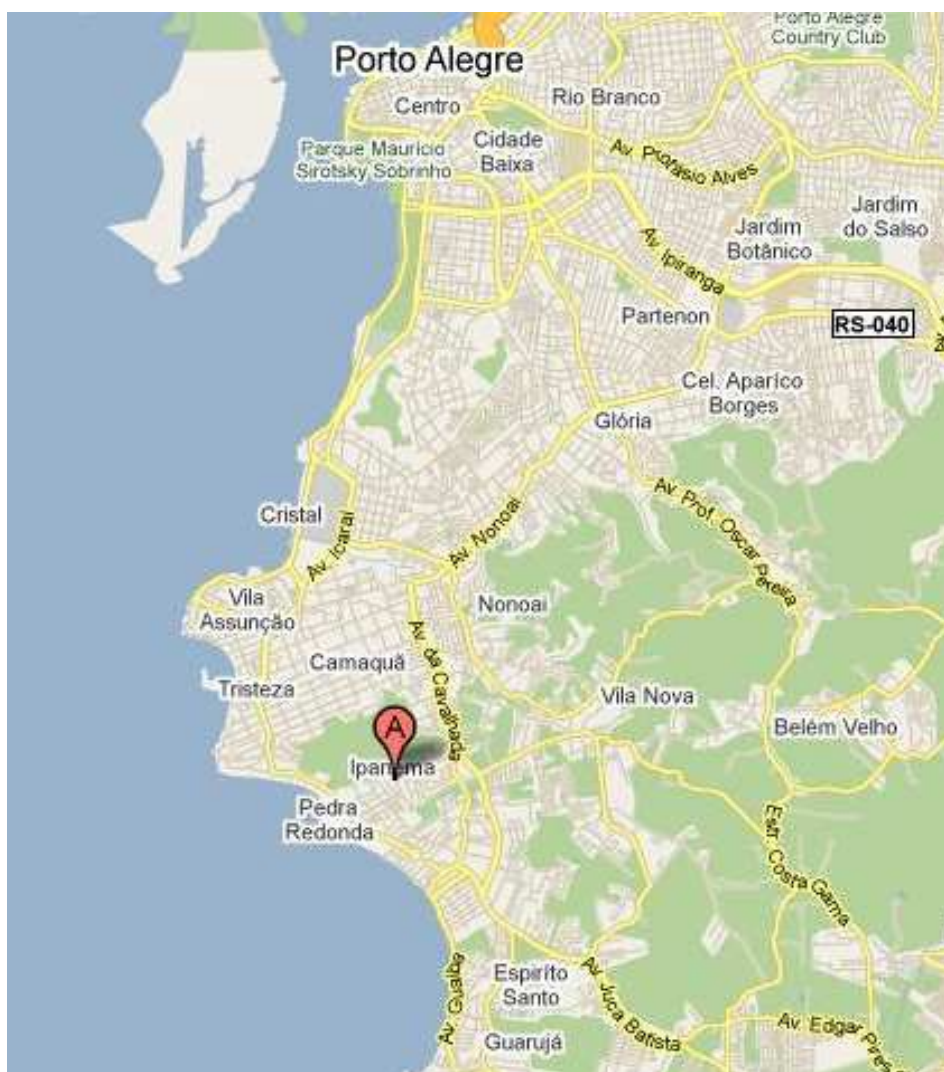 Porto Alegre
Country Club
Porto Alegre
Centro
Rio Branco
Parque Mauricio
Sirotsky Sobrinho
Cidade
Baixa
Av. Protasio Alves
Jardim
do Salso
Jardim
Botânico
Av. Ipiranga
Partenon
RS-040
Cel. Aparicio
Borges
Glória
Av. Prof. Oscar Pereira
Cristal
Av. Icaraí
Av. Nonoai
Vila
Assunção
Nonoai
Av. da Cavalhada
Camaquã
Tristeza
Vila Nova
Belém Velho
A
Ipanema
Pedra
Redonda
Estr. Costa Gama
Av. Guaíba
Espírito
Santo
Av. Juca Batista
Av. Edgar Pires
Guarujá